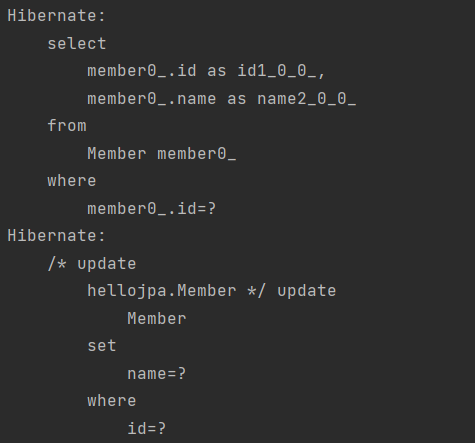 Hibernate:
    select
        member0_.id as id1_0_0_,
        member0_.name as name2_0_0_
    from
        Member member0_
    where
        member0_.id=?
Hibernate:
    /* update
        hellojpa.Member */ update
            Member
        set
            name=?
        where
            id=?